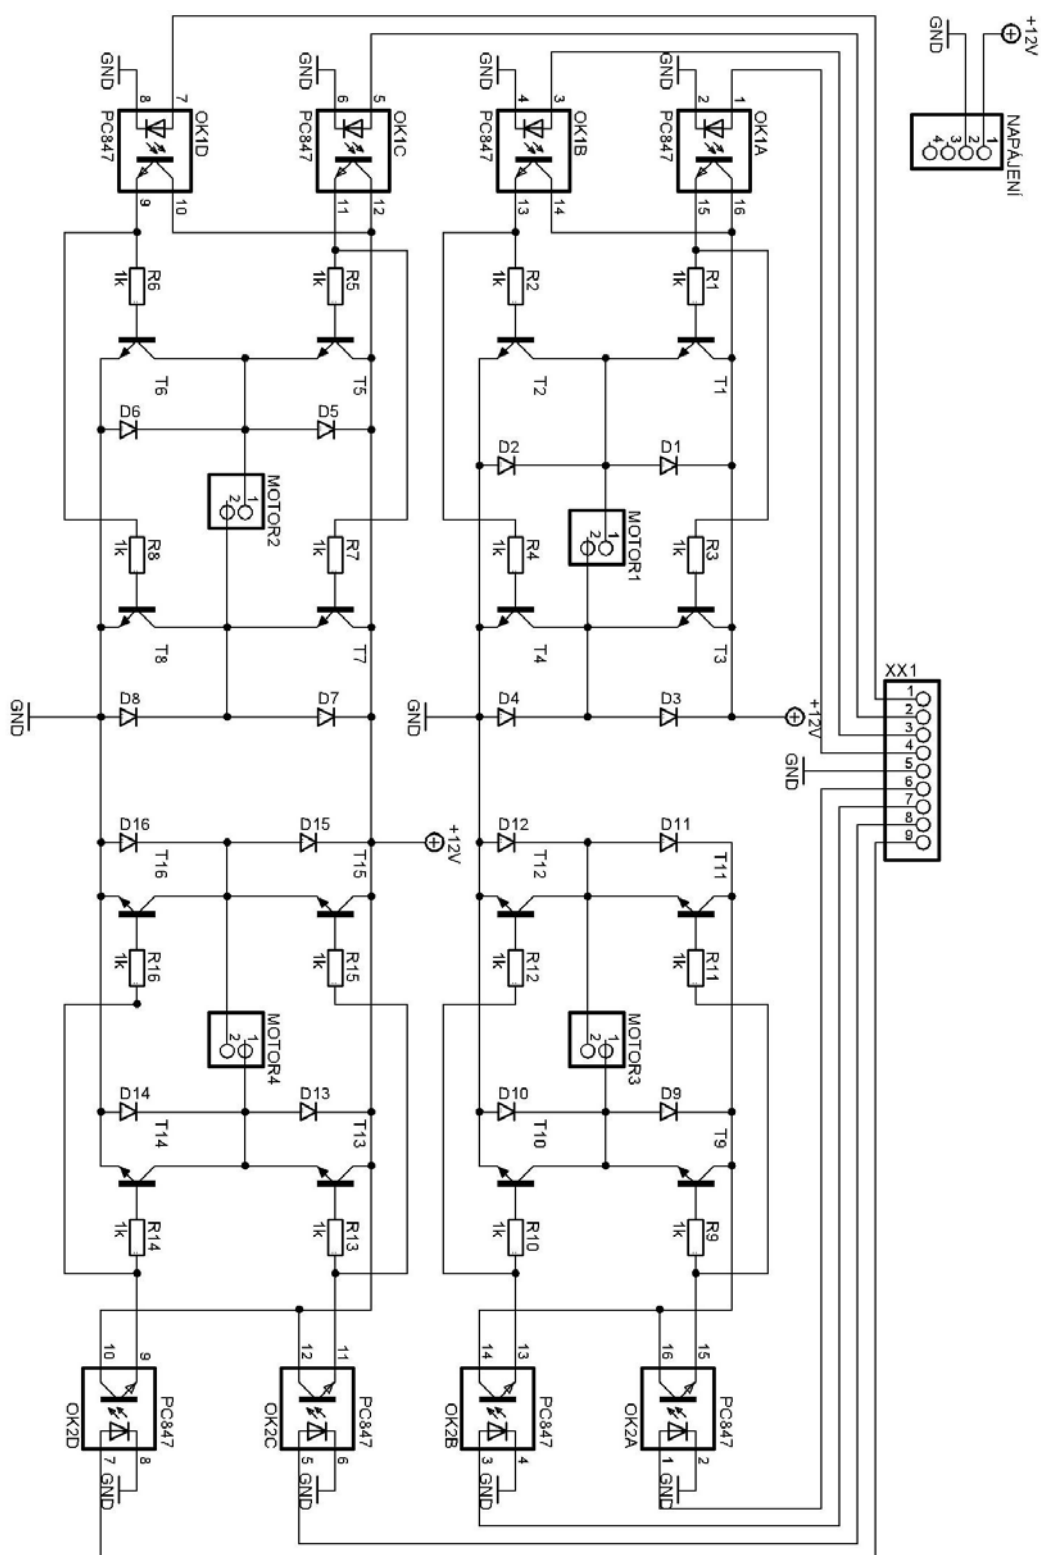 +12V
GND
NAPÁJENÍ
1
2
3
4
GND
8
7
OK1D
PC847
9
10
GND
6
5
OK1C
PC847
11
12
GND
4
3
OK1B
PC847
13
14
GND
2
1
OK1A
PC847
15
16
R6
1k
R5
1k
R2
1k
R1
1k
T6
T5
T2
T1
D6
D5
D2
D1
MOTOR2
1
2
MOTOR1
1
2
R8
1k
R7
1k
R4
1k
R3
1k
T8
T7
T4
T3
D8
D7
D4
D3
GND
GND
+12V
XX1
1
2
3
4
5
6
7
8
9
GND
D16
D15
+12V
D12
D11
T16
T15
T12
T11
R16
1k
R15
1k
R12
1k
R11
1k
MOTOR4
1
2
MOTOR3
1
2
D14
D13
D10
D9
T14
T13
T10
T9
R14
1k
R13
1k
R10
1k
R9
1k
10
9
PC847
OK2D
7
8
GND
12
11
PC847
OK2C
5
6
GND
14
13
PC847
OK2B
3
4
GND
16
15
PC847
OK2A
1
2
GND